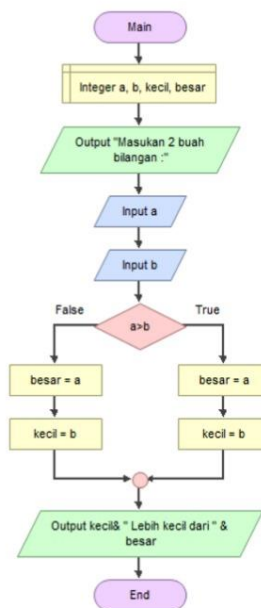 Main
Integer a, b, kecil, besar
Output "Masukan 2 buah
bilangan :"
Input a
Input b
False
True
a>b
besar = a
besar = a
kecil = b
kecil = b
Output kecil& " Lebih kecil dari " &
besar
End